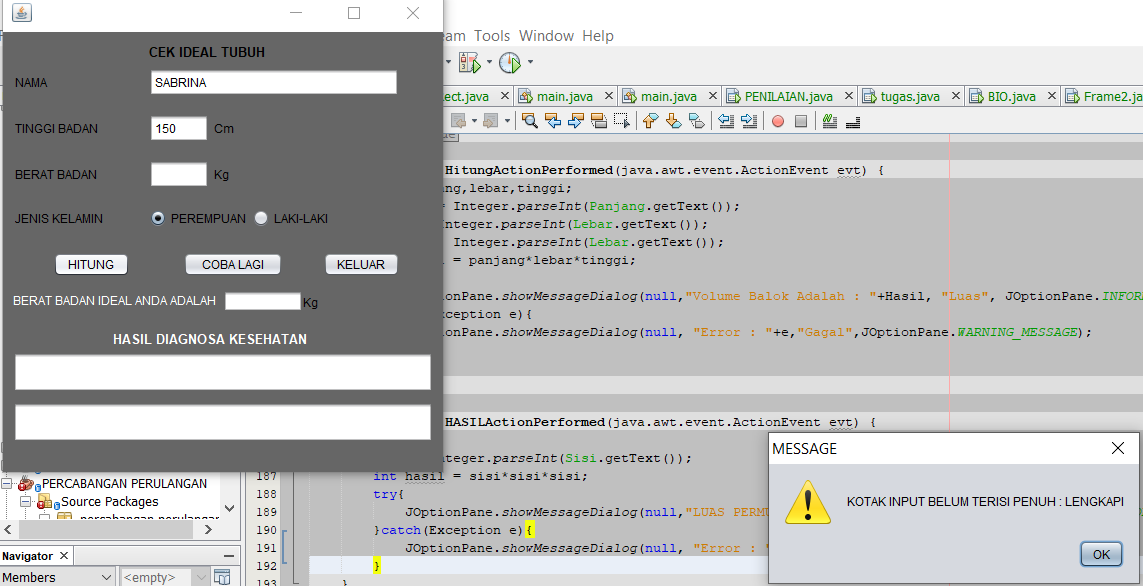 CEK IDEAL TUBUH
NAMA
SABRINA
TINGGI BADAN
150
Cm
BERAT BADAN
Kg
JENIS KELAMIN
PEREMPUAN
LAKI-LAKI
HITUNG
COBA LAGI
KELUAR
BERAT BADAN IDEAL ANDA ADALAH
Kg
HASIL DIAGNOSA KESEHATAN
eam Tools Window Help
ect.java
main.java
main.java
PENILAIAN.java
tugas.java
BIO.java
Frame2.ja
HitungActionPerformed(java.awt.event.ActionEvent evt) {
ng,lebar,tinggi;
= Integer.parseInt(Panjang.getText());
nteger.parseInt(Lebar.getText());
Integer.parseInt(Lebar.getText());
l = panjang*lebar*tinggi;
ionPane.showMessageDialog(null,"Volume Balok Adalah : "+Hasil, "Luas", JOptionPane.INFOR
xception e){
ionPane.showMessageDialog(null, "Error : "+e,"Gagal",JOptionPane.WARNING_MESSAGE);
HASILActionPerformed(java.awt.event.ActionEvent evt) {
nteger.parseInt(Sisi.getText());
187 int hasil = sisi*sisi*sisi;
188 try{
189 JOptionPane.showMessageDialog(null,"LUAS PERMU
190 }catch(Exception e){
191 JOptionPane.showMessageDialog(null, "Error : "
192 }
193 }
PERCABANGAN PERULANGAN
Source Packages
percabangan perulangan
Navigator
Members
<empty>
MESSAGE
KOTAK INPUT BELUM TERISI PENUH : LENGKAPI
OK